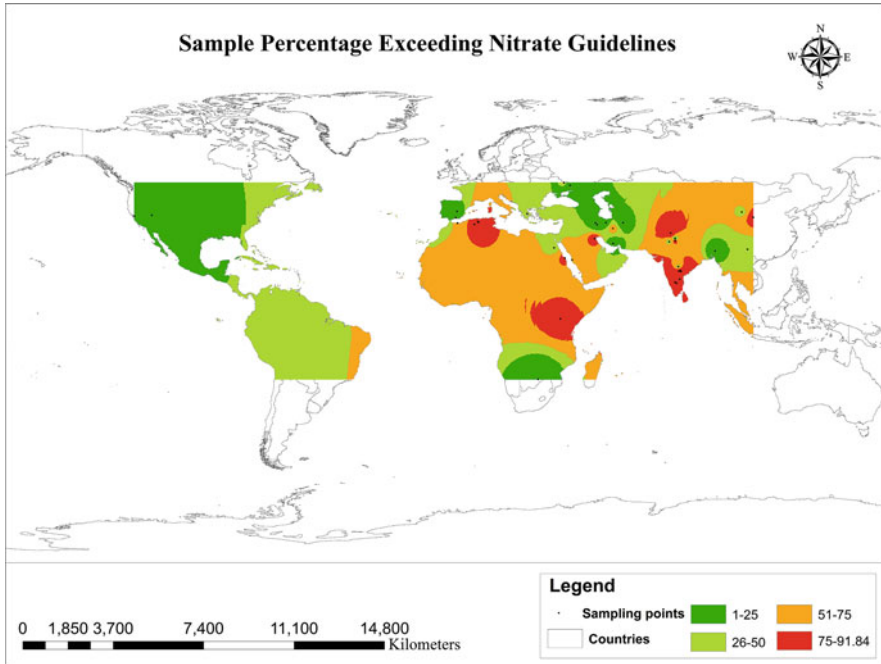 Sample Percentage Exceeding Nitrate Guidelines
N
W E
S
Legend
Sampling points 1-25 51-75
Countries 26-50 75-91.84
0 1,850 3,700 7,400 11,100 14,800
Kilometers